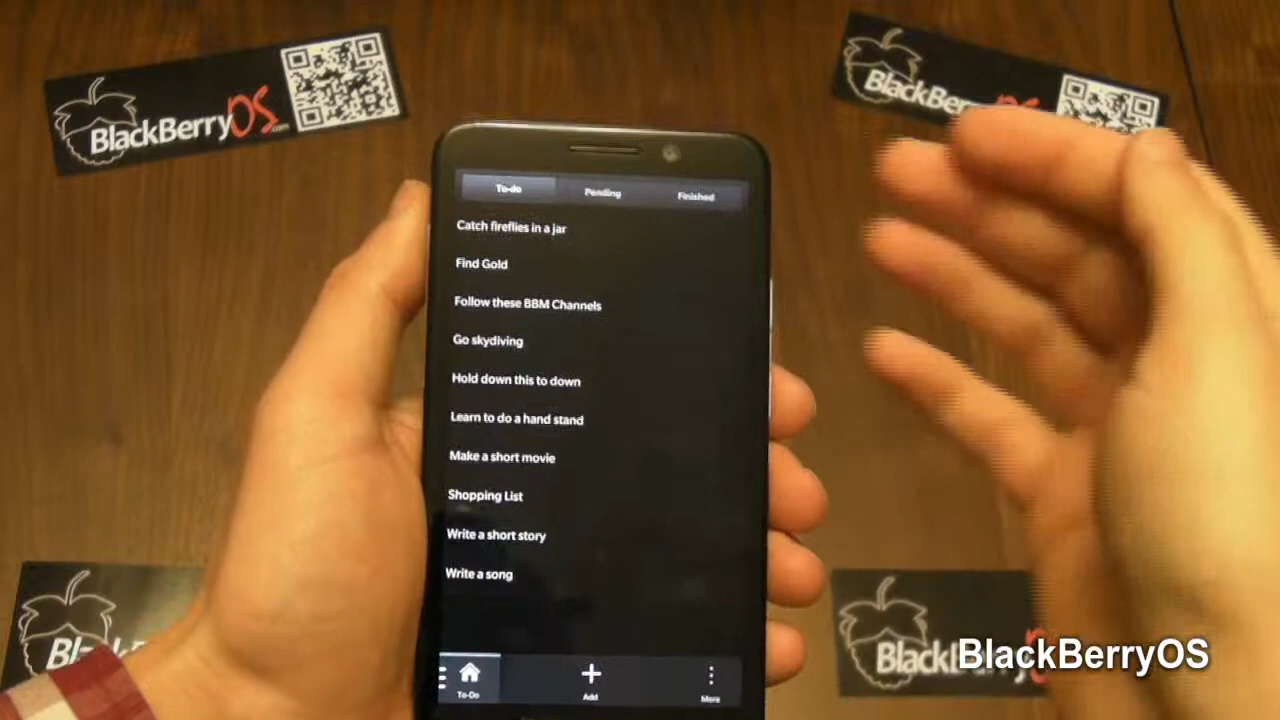 BlackBerryOS.com
BlackBerryOS
To-do
Pending
Finished
Catch fireflies in a jar
Find Gold
Follow these BBM Channels
Go skydiving
Hold down this to down
Learn to do a hand stand
Make a short movie
Shopping List
Write a short story
Write a song
To-Do
Add
More
BlackBerryOS